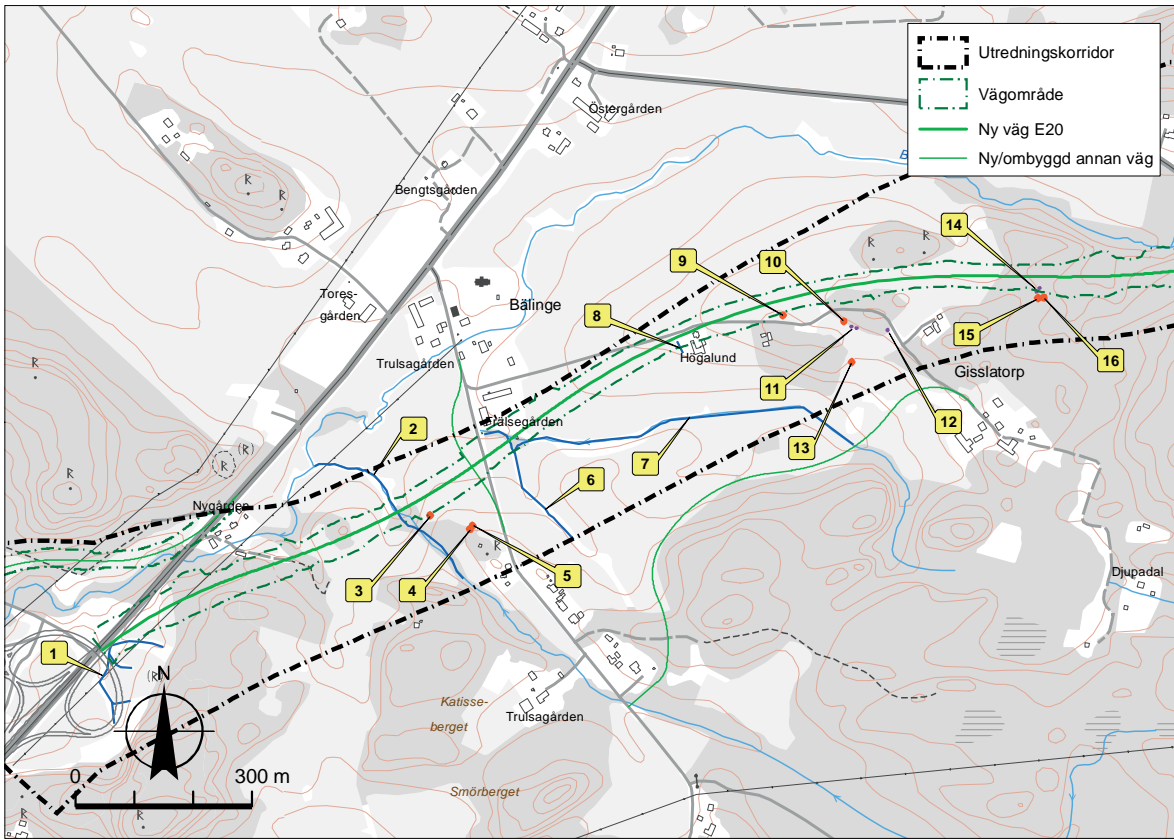 Utredningskorridor
Vägområde
Ny väg E20
Ny/ombyggd annan väg
B
Östergården
Bengtsgården
Tores-
gården
Bälinge
Trulsagården
14
10
9
8
Högalund
15
16
11
Gisslatorp
12
13
2
Frälsegården
7
6
R
R
R
R
R
R
(R)
R
R
Nygården
3
4
5
Djupadal
1
(R)
N
Katisse-
berget
Trulsagården
0
300 m
Smörberget
R
R